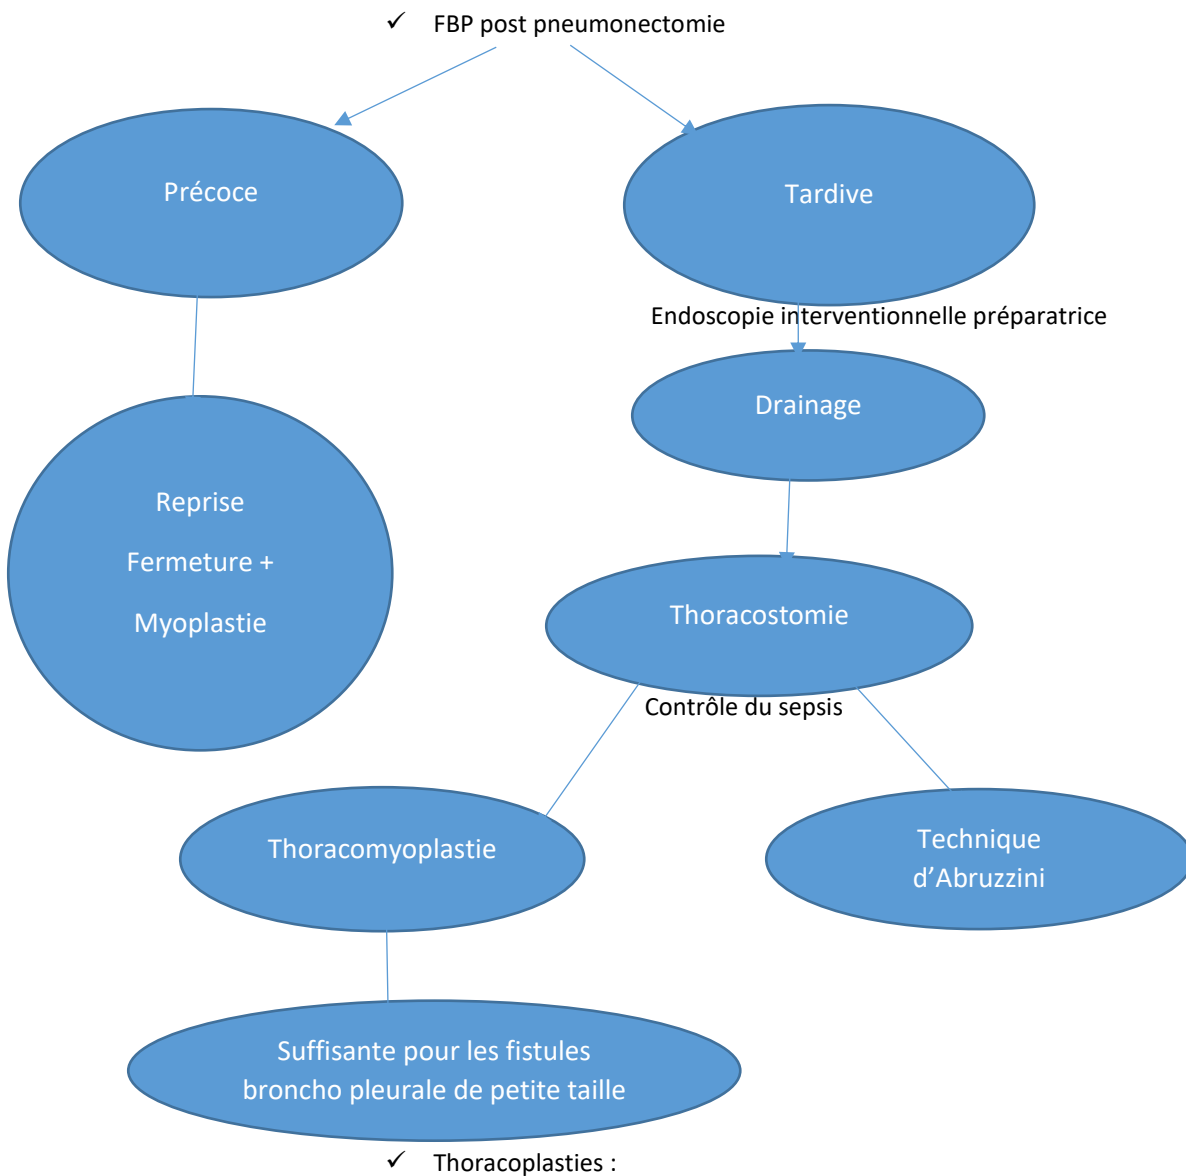 ✓ FBP post pneumonectomie
Précoce
Tardive
Endoscopie interventionnelle préparatrice
Drainage
Reprise
Fermeture +
Myoplastie
Thoracostomie
Contrôle du sepsis
Thoracomyoplastie
Technique
d’Abruzzini
Suffisante pour les fistules
broncho pleurale de petite taille
✓ Thoracoplasties :